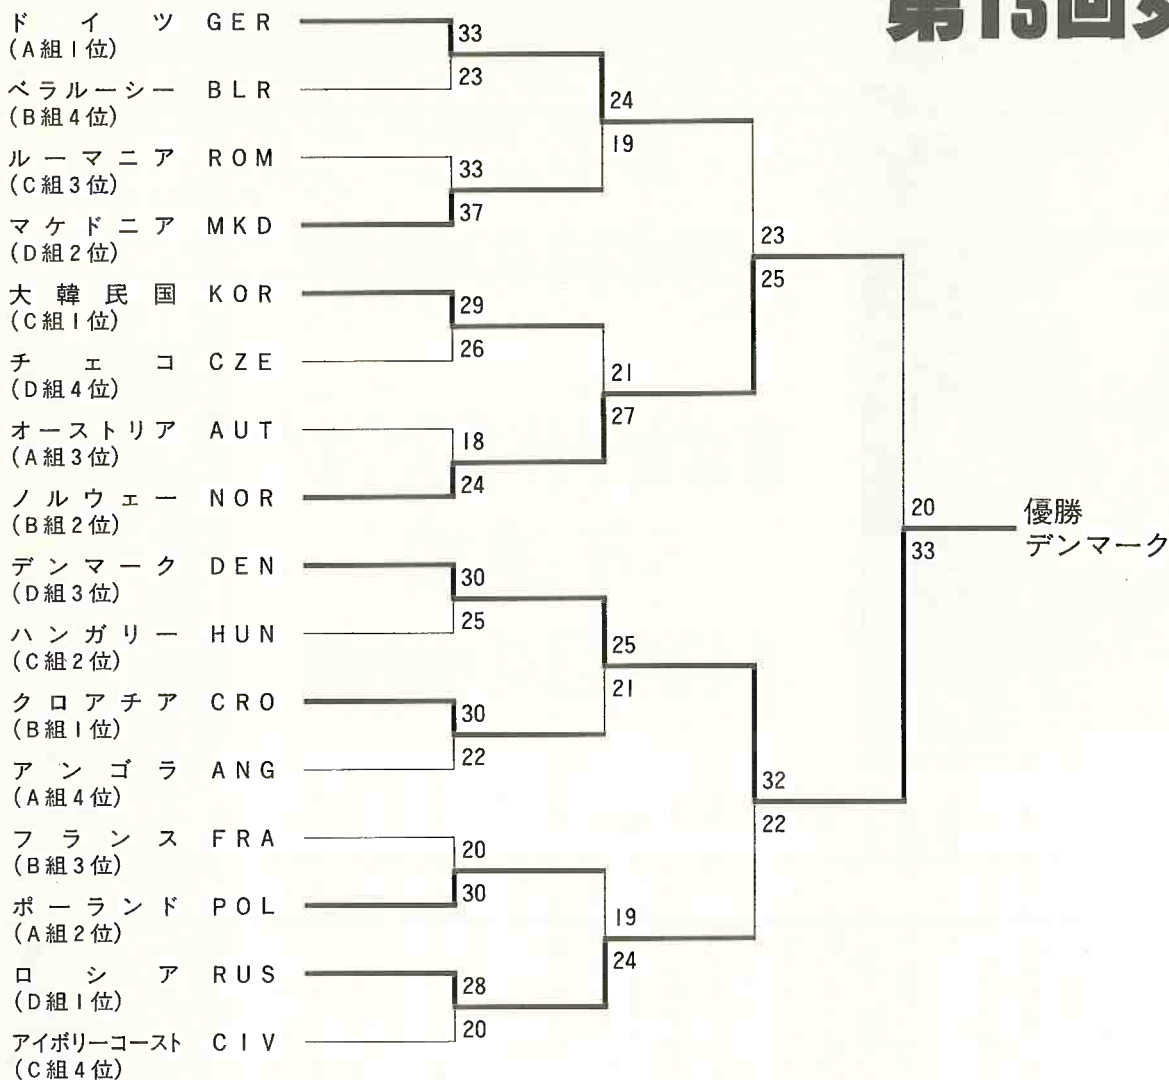 第13回
ドイツ GER
(A組1位)
33
23
ベラルーシー BLR
(B組4位)
24
19
ルーマニア ROM
(C組3位)
33
37
マケドニア MKD
(D組2位)
23
25
大韓民国 KOR
(C組1位)
29
26
チェコ CZE
(D組4位)
21
27
オーストリア AUT
(A組3位)
18
24
ノルウェー NOR
(B組2位)
20
33
優勝
デンマーク
デンマーク DEN
(D組3位)
30
25
ハンガリー HUN
(C組2位)
25
21
クロアチア CRO
(B組1位)
30
22
アンゴラ ANG
(A組4位)
32
22
フランス FRA
(B組3位)
20
30
ポーランド POL
(A組2位)
19
24
ロシア RUS
(D組1位)
28
20
アイボリーコースト CIV
(C組4位)